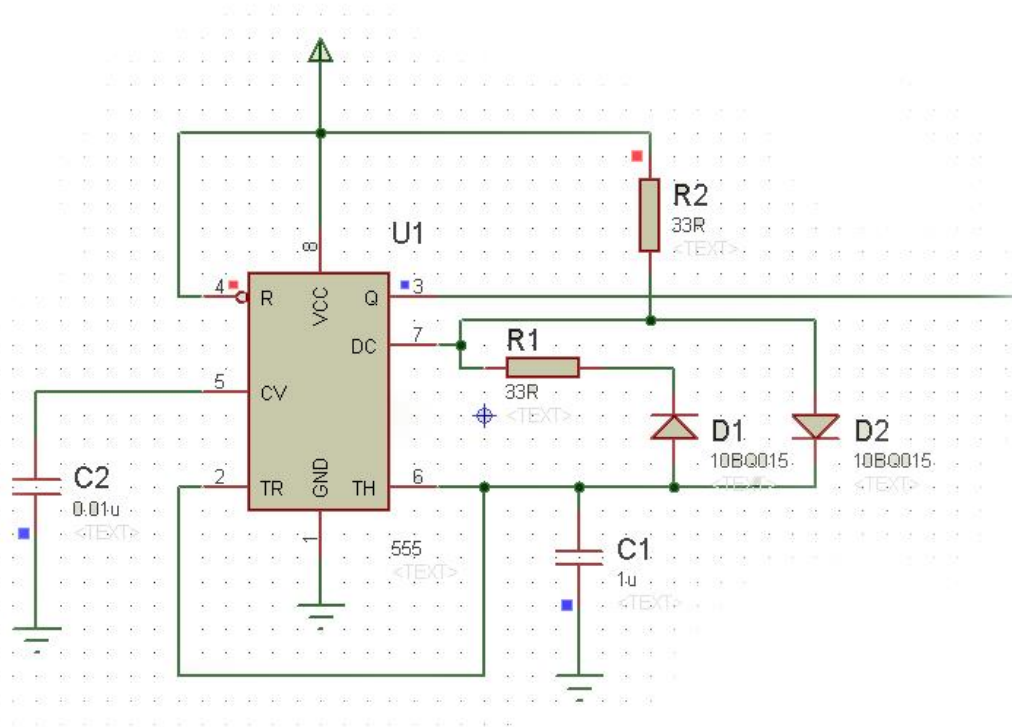 R2
33R
<TEXT>
U1
8
4
R
VCC
Q
3
DC
7
R1
33R
<TEXT>
5
CV
D1
10BQ015
<TEXT>
D2
10BQ015
<TEXT>
C2
0.01u
<TEXT>
2
TR
GND
TH
6
1
555
<TEXT>
C1
1u
<TEXT>